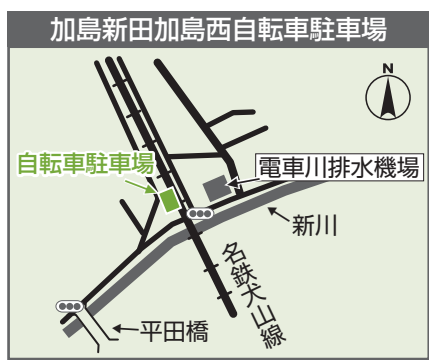 加島新田加島西自転車駐車場
N
自転車駐車場
電車川排水機場
新川
名鉄犬山線
平田橋